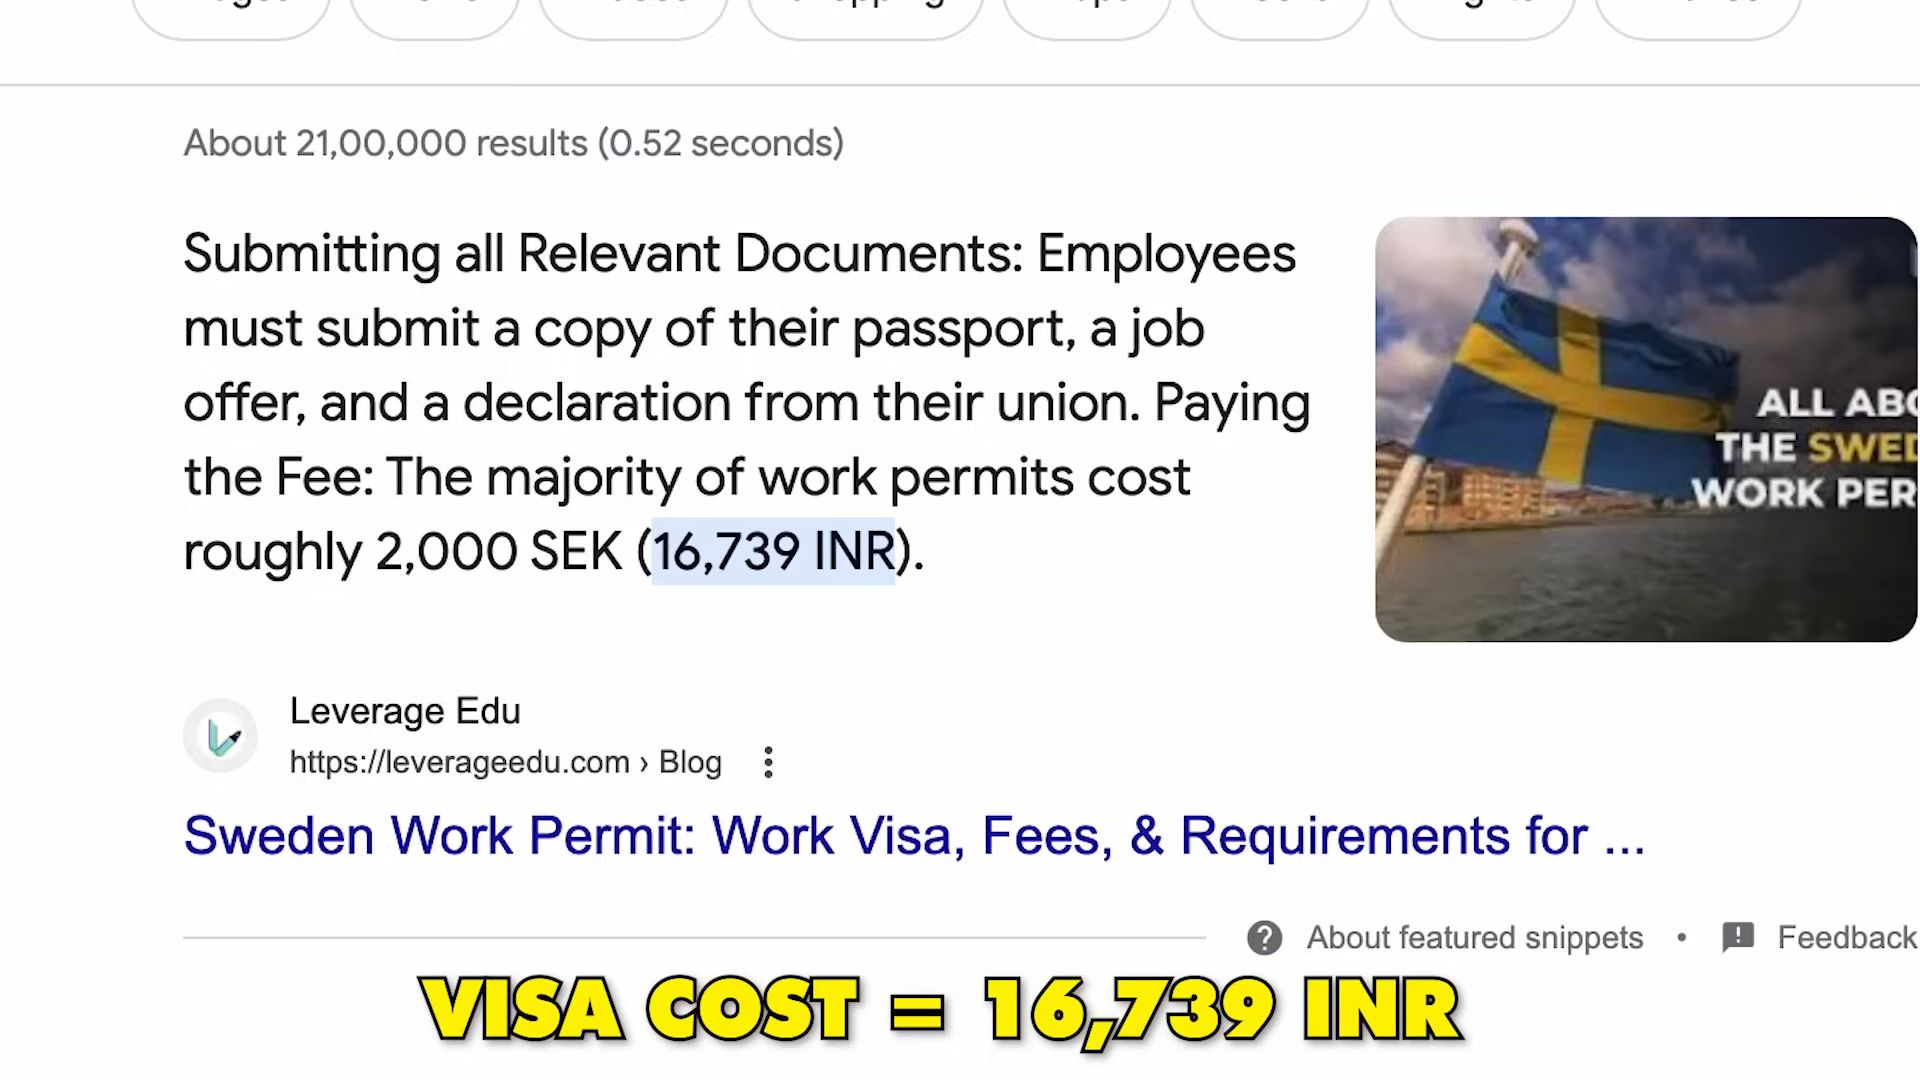 About 21,00,000 results (0.52 seconds)
Submitting all Relevant Documents: Employees
must submit a copy of their passport, a job
offer, and a declaration from their union. Paying
the Fee: The majority of work permits cost
roughly 2,000 SEK (16,739 INR).
ALL
THE
WORK
Leverage Edu
https://leverageedu.com › Blog
Sweden Work Permit: Work Visa, Fees, & Requirements for ...
About featured snippets • Feedback
VISA COST = 16,739 INR